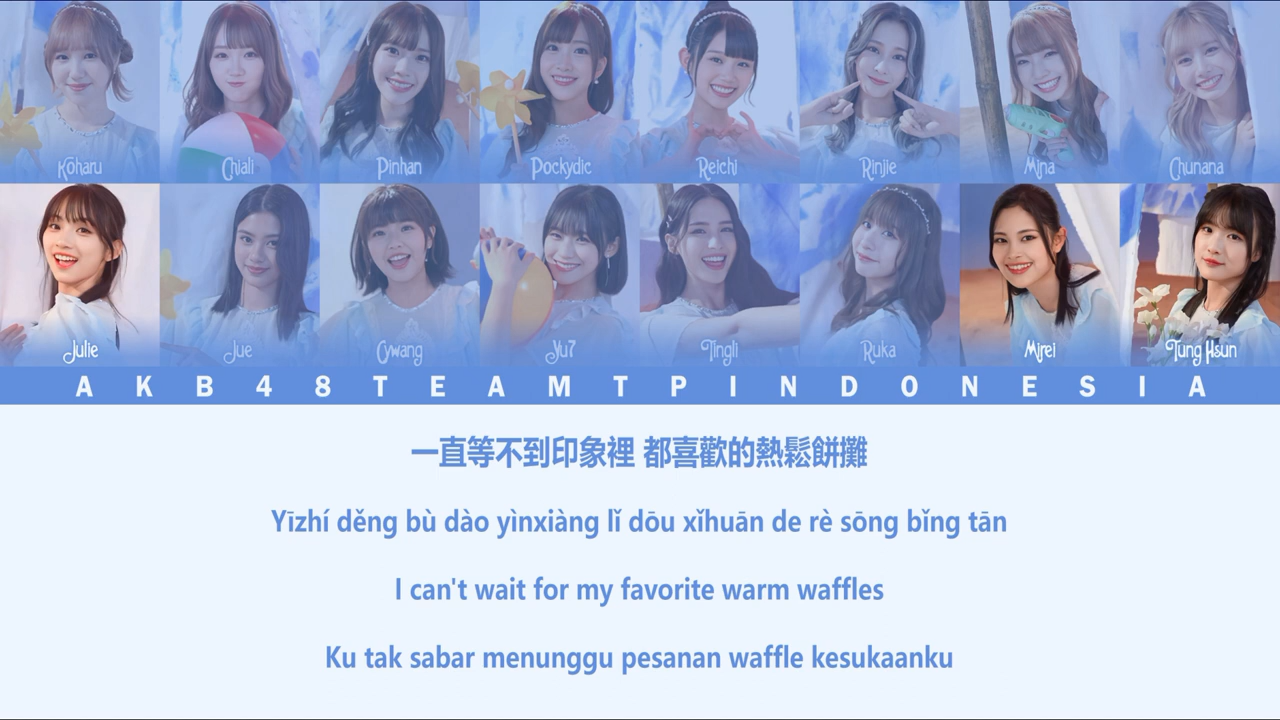 Koharu Chiali Pinhan Pockydic Reichi Rinjie Mina Chunana
Julie Jue Cywang Yu7 Tingli Ruka Mirei Tung Hsun
AKB48TEAMTPINDONESIA
一直等不到印象裡 都喜歡的熱鬆餅攤
Yīzhí děng bù dào yìnxiàng lǐ dōu xǐhuān de rè sōng bǐng tān
I can't wait for my favorite warm waffles
Ku tak sabar menunggu pesanan waffle kesukaanku